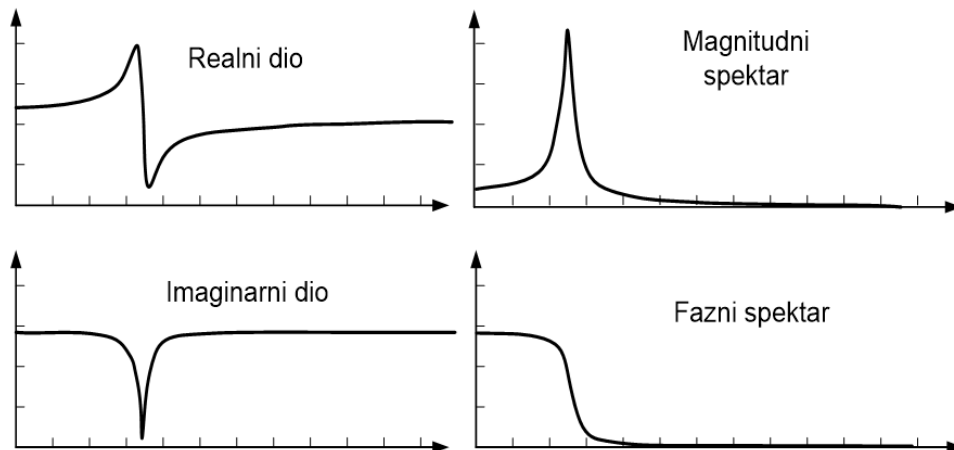 Realni dio
Magnitudni
spektar
Imaginarni dio
Fazni spektar